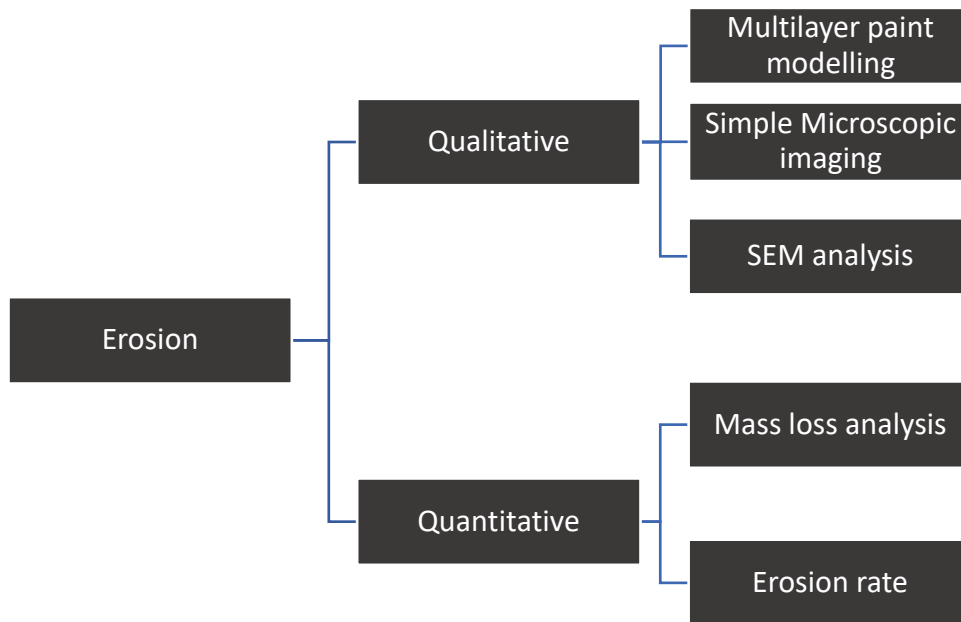 Erosion
Qualitative
Multilayer paint
modelling
Simple Microscopic
imaging
SEM analysis
Quantitative
Mass loss analysis
Erosion rate